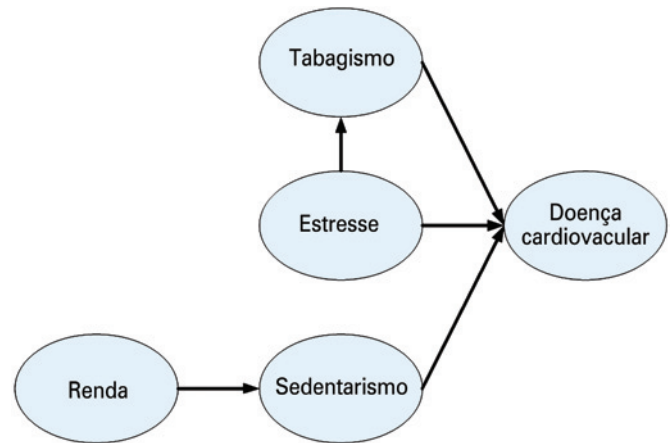 Tabagismo
Estresse
Doença
cardiovacular
Renda
Sedentarismo